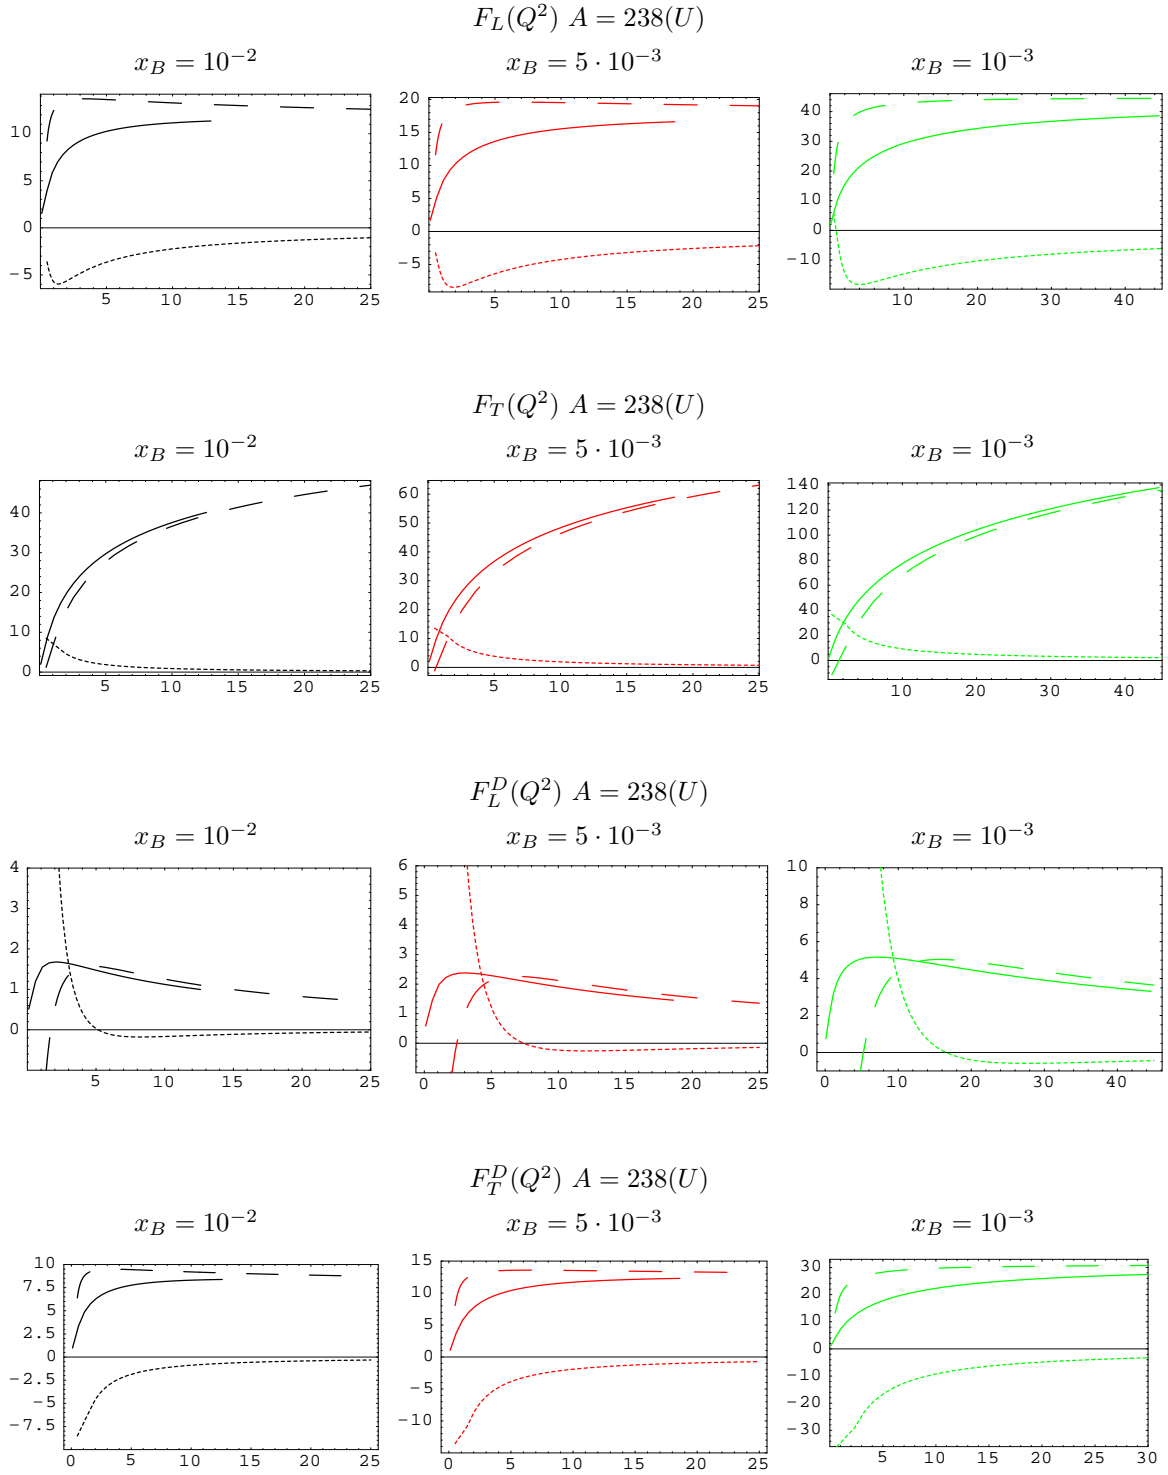 F_L(Q²) A = 238(U)
x_B = 10⁻²
x_B = 5 · 10⁻³
x_B = 10⁻³
10
5
0
−5
5 10 15 20 25
20
15
10
5
0
−5
5 10 15 20 25
40
30
20
10
0
−10
10 20 30 40
F_T(Q²) A = 238(U)
x_B = 10⁻²
x_B = 5 · 10⁻³
x_B = 10⁻³
40
30
20
10
0
0 5 10 15 20 25
60
50
40
30
20
10
0
0 5 10 15 20 25
140
120
100
80
60
40
20
0
10 20 30 40
F_L^D(Q²) A = 238(U)
x_B = 10⁻²
x_B = 5 · 10⁻³
x_B = 10⁻³
4
3
2
1
0
5 10 15 20 25
6
5
4
3
2
1
0
0 5 10 15 20 25
10
8
6
4
2
0
0 10 20 30 40
F_T^D(Q²) A = 238(U)
x_B = 10⁻²
x_B = 5 · 10⁻³
x_B = 10⁻³
10
7.5
5
2.5
0
−2.5
−5
−7.5
0 5 10 15 20 25
15
10
5
0
−5
−10
0 5 10 15 20 25
30
20
10
0
−10
−20
−30
5 10 15 20 25 30